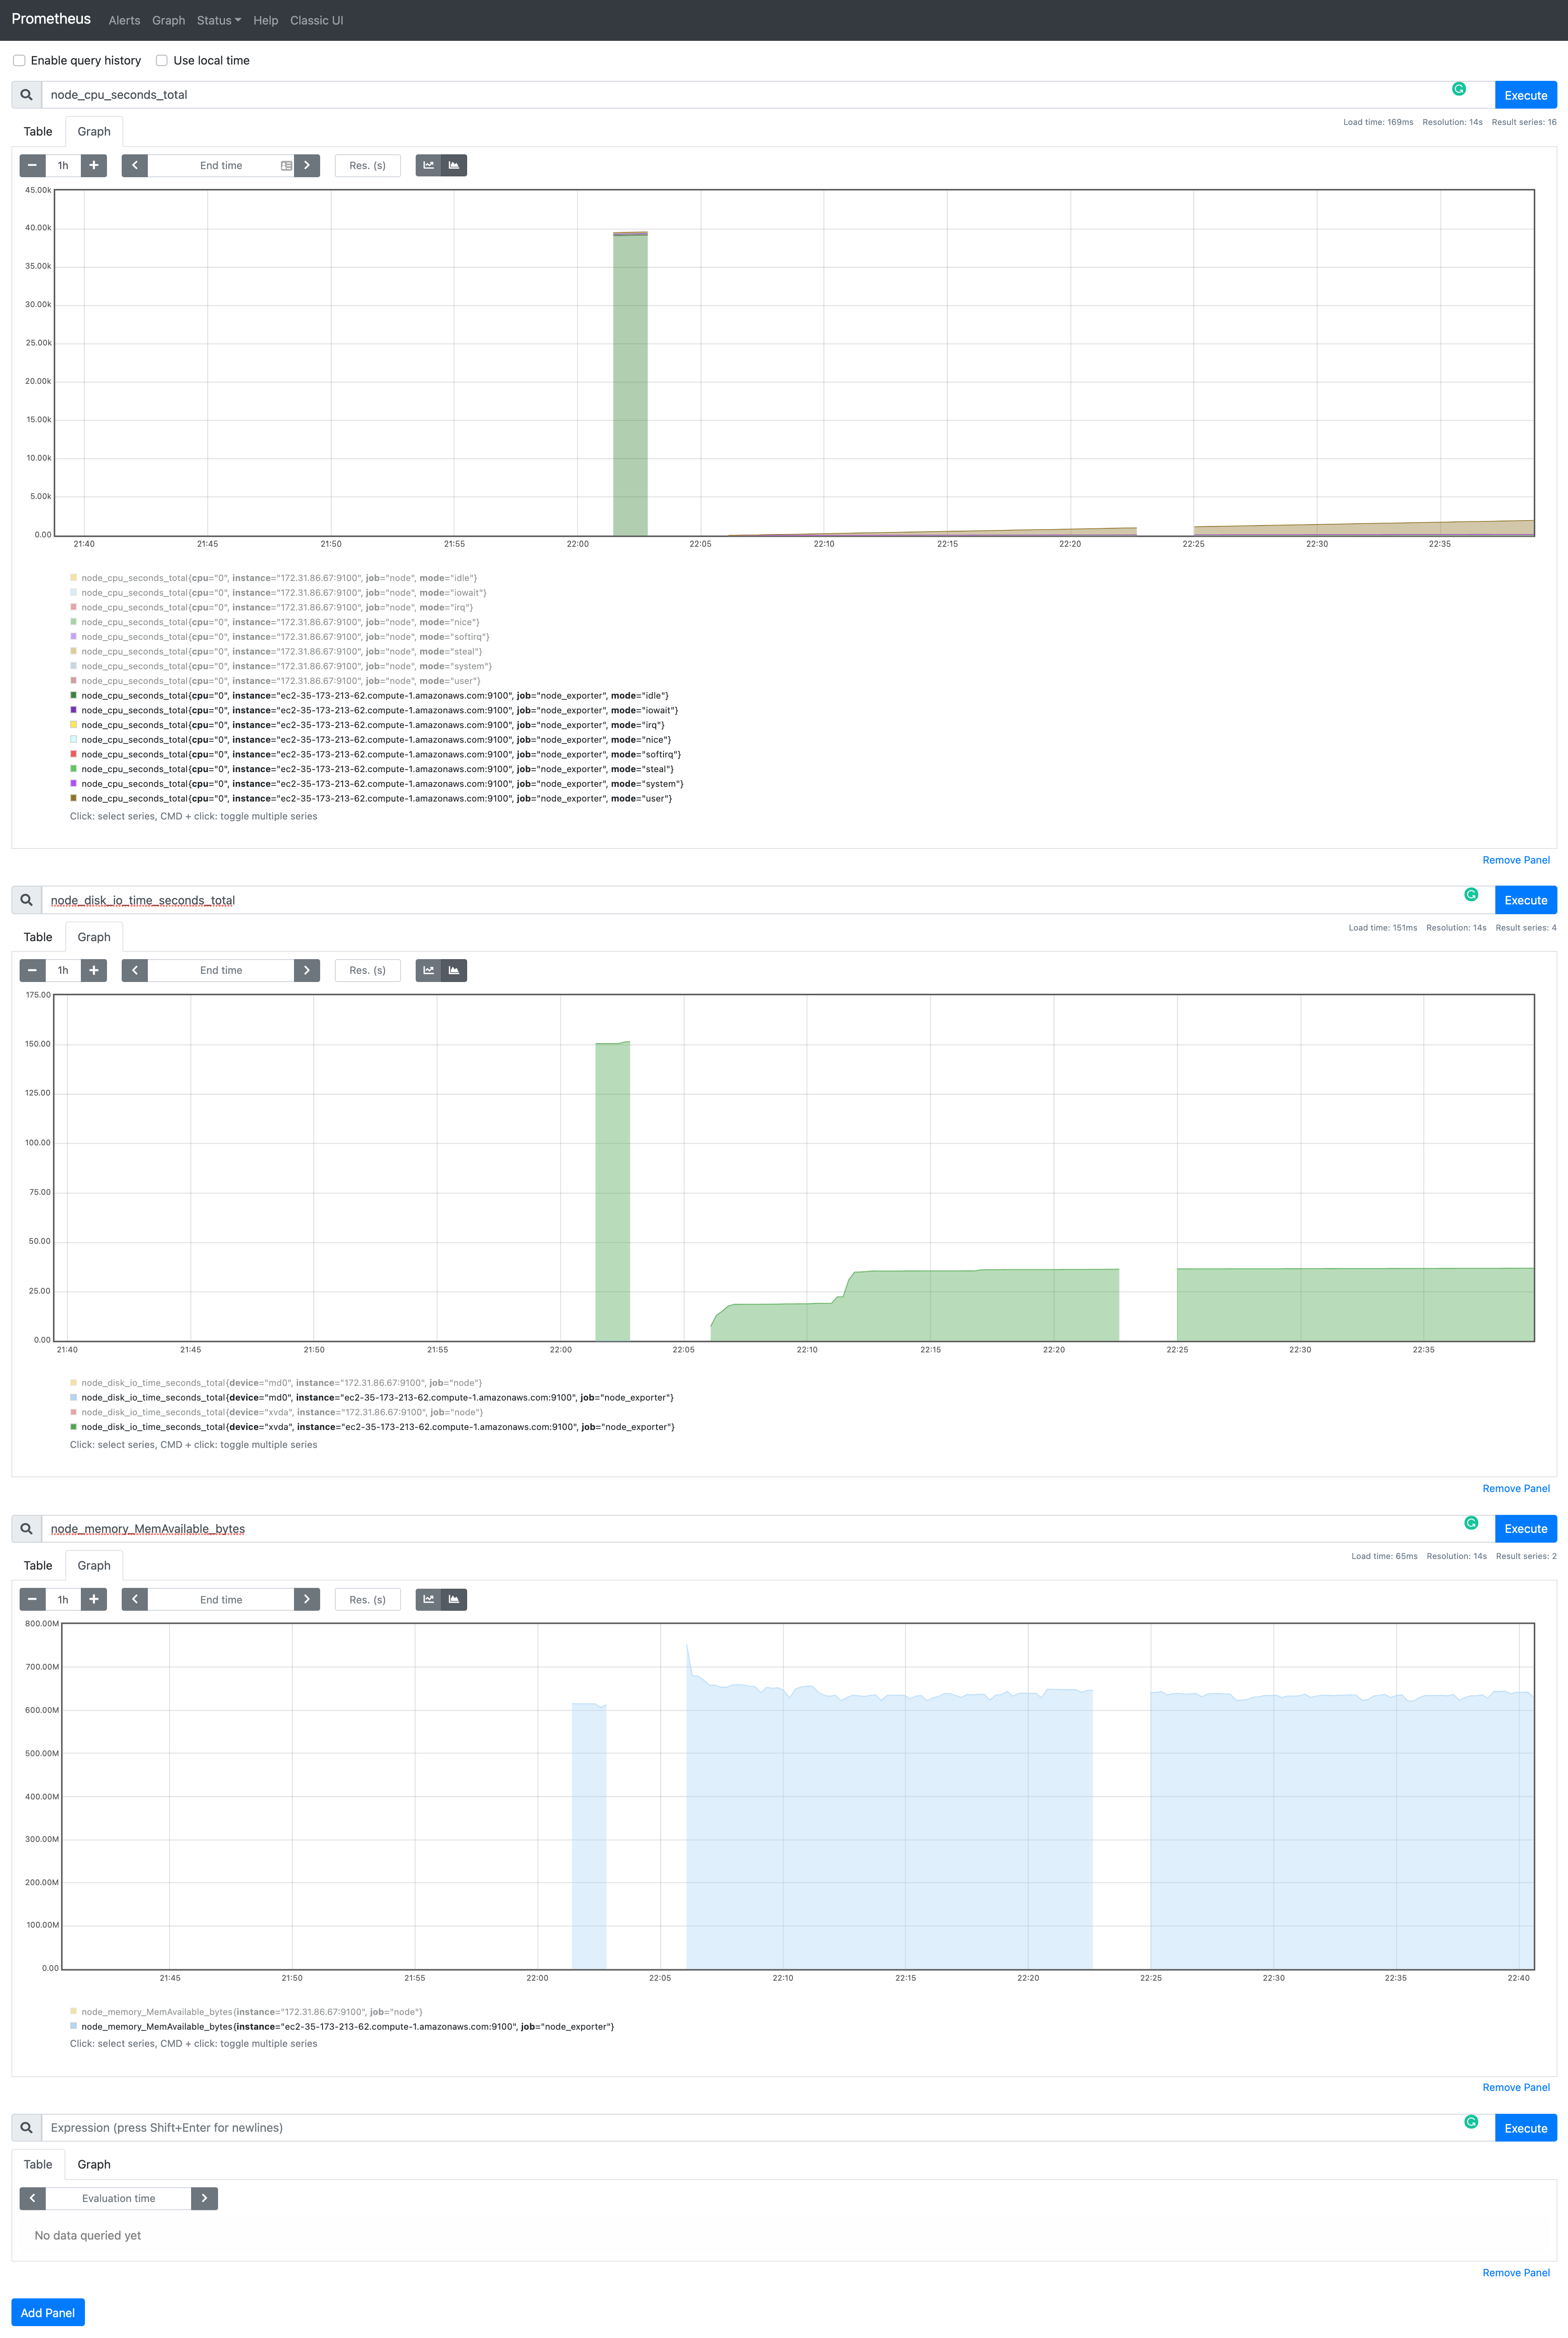 Prometheus Alerts Graph Status Help Classic UI
Enable query history Use local time
node_cpu_seconds_total Execute
Load time: 169ms Resolution: 14s Result series: 16
Table Graph
1h End time Res. (s)
45.00k
40.00k
35.00k
30.00k
25.00k
20.00k
15.00k
10.00k
5.00k
0.00
21:40 21:45 21:50 21:55 22:00 22:05 22:10 22:15 22:20 22:25 22:30 22:35
node_cpu_seconds_total{cpu="0", instance="172.31.86.67:9100", job="node", mode="idle"}
node_cpu_seconds_total{cpu="0", instance="172.31.86.67:9100", job="node", mode="iowait"}
node_cpu_seconds_total{cpu="0", instance="172.31.86.67:9100", job="node", mode="irq"}
node_cpu_seconds_total{cpu="0", instance="172.31.86.67:9100", job="node", mode="nice"}
node_cpu_seconds_total{cpu="0", instance="172.31.86.67:9100", job="node", mode="softirq"}
node_cpu_seconds_total{cpu="0", instance="172.31.86.67:9100", job="node", mode="steal"}
node_cpu_seconds_total{cpu="0", instance="172.31.86.67:9100", job="node", mode="system"}
node_cpu_seconds_total{cpu="0", instance="172.31.86.67:9100", job="node", mode="user"}
node_cpu_seconds_total{cpu="0", instance="ec2-35-173-213-62.compute-1.amazonaws.com:9100", job="node_exporter", mode="idle"}
node_cpu_seconds_total{cpu="0", instance="ec2-35-173-213-62.compute-1.amazonaws.com:9100", job="node_exporter", mode="iowait"}
node_cpu_seconds_total{cpu="0", instance="ec2-35-173-213-62.compute-1.amazonaws.com:9100", job="node_exporter", mode="irq"}
node_cpu_seconds_total{cpu="0", instance="ec2-35-173-213-62.compute-1.amazonaws.com:9100", job="node_exporter", mode="nice"}
node_cpu_seconds_total{cpu="0", instance="ec2-35-173-213-62.compute-1.amazonaws.com:9100", job="node_exporter", mode="softirq"}
node_cpu_seconds_total{cpu="0", instance="ec2-35-173-213-62.compute-1.amazonaws.com:9100", job="node_exporter", mode="steal"}
node_cpu_seconds_total{cpu="0", instance="ec2-35-173-213-62.compute-1.amazonaws.com:9100", job="node_exporter", mode="system"}
node_cpu_seconds_total{cpu="0", instance="ec2-35-173-213-62.compute-1.amazonaws.com:9100", job="node_exporter", mode="user"}
Click: select series, CMD + click: toggle multiple series
Remove Panel
node_disk_io_time_seconds_total Execute
Load time: 151ms Resolution: 14s Result series: 4
Table Graph
1h End time Res. (s)
175.00
150.00
125.00
100.00
75.00
50.00
25.00
0.00
21:40 21:45 21:50 21:55 22:00 22:05 22:10 22:15 22:20 22:25 22:30 22:35
node_disk_io_time_seconds_total{device="md0", instance="172.31.86.67:9100", job="node"}
node_disk_io_time_seconds_total{device="md0", instance="ec2-35-173-213-62.compute-1.amazonaws.com:9100", job="node_exporter"}
node_disk_io_time_seconds_total{device="xvda", instance="172.31.86.67:9100", job="node"}
node_disk_io_time_seconds_total{device="xvda", instance="ec2-35-173-213-62.compute-1.amazonaws.com:9100", job="node_exporter"}
Click: select series, CMD + click: toggle multiple series
Remove Panel
node_memory_MemAvailable_bytes Execute
Load time: 65ms Resolution: 14s Result series: 2
Table Graph
1h End time Res. (s)
800.00M
700.00M
600.00M
500.00M
400.00M
300.00M
200.00M
100.00M
0.00
21:45 21:50 21:55 22:00 22:05 22:10 22:15 22:20 22:25 22:30 22:35 22:40
node_memory_MemAvailable_bytes{instance="172.31.86.67:9100", job="node"}
node_memory_MemAvailable_bytes{instance="ec2-35-173-213-62.compute-1.amazonaws.com:9100", job="node_exporter"}
Click: select series, CMD + click: toggle multiple series
Remove Panel
Expression (press Shift+Enter for newlines) Execute
Table Graph
Evaluation time
No data queried yet
Remove Panel
Add Panel